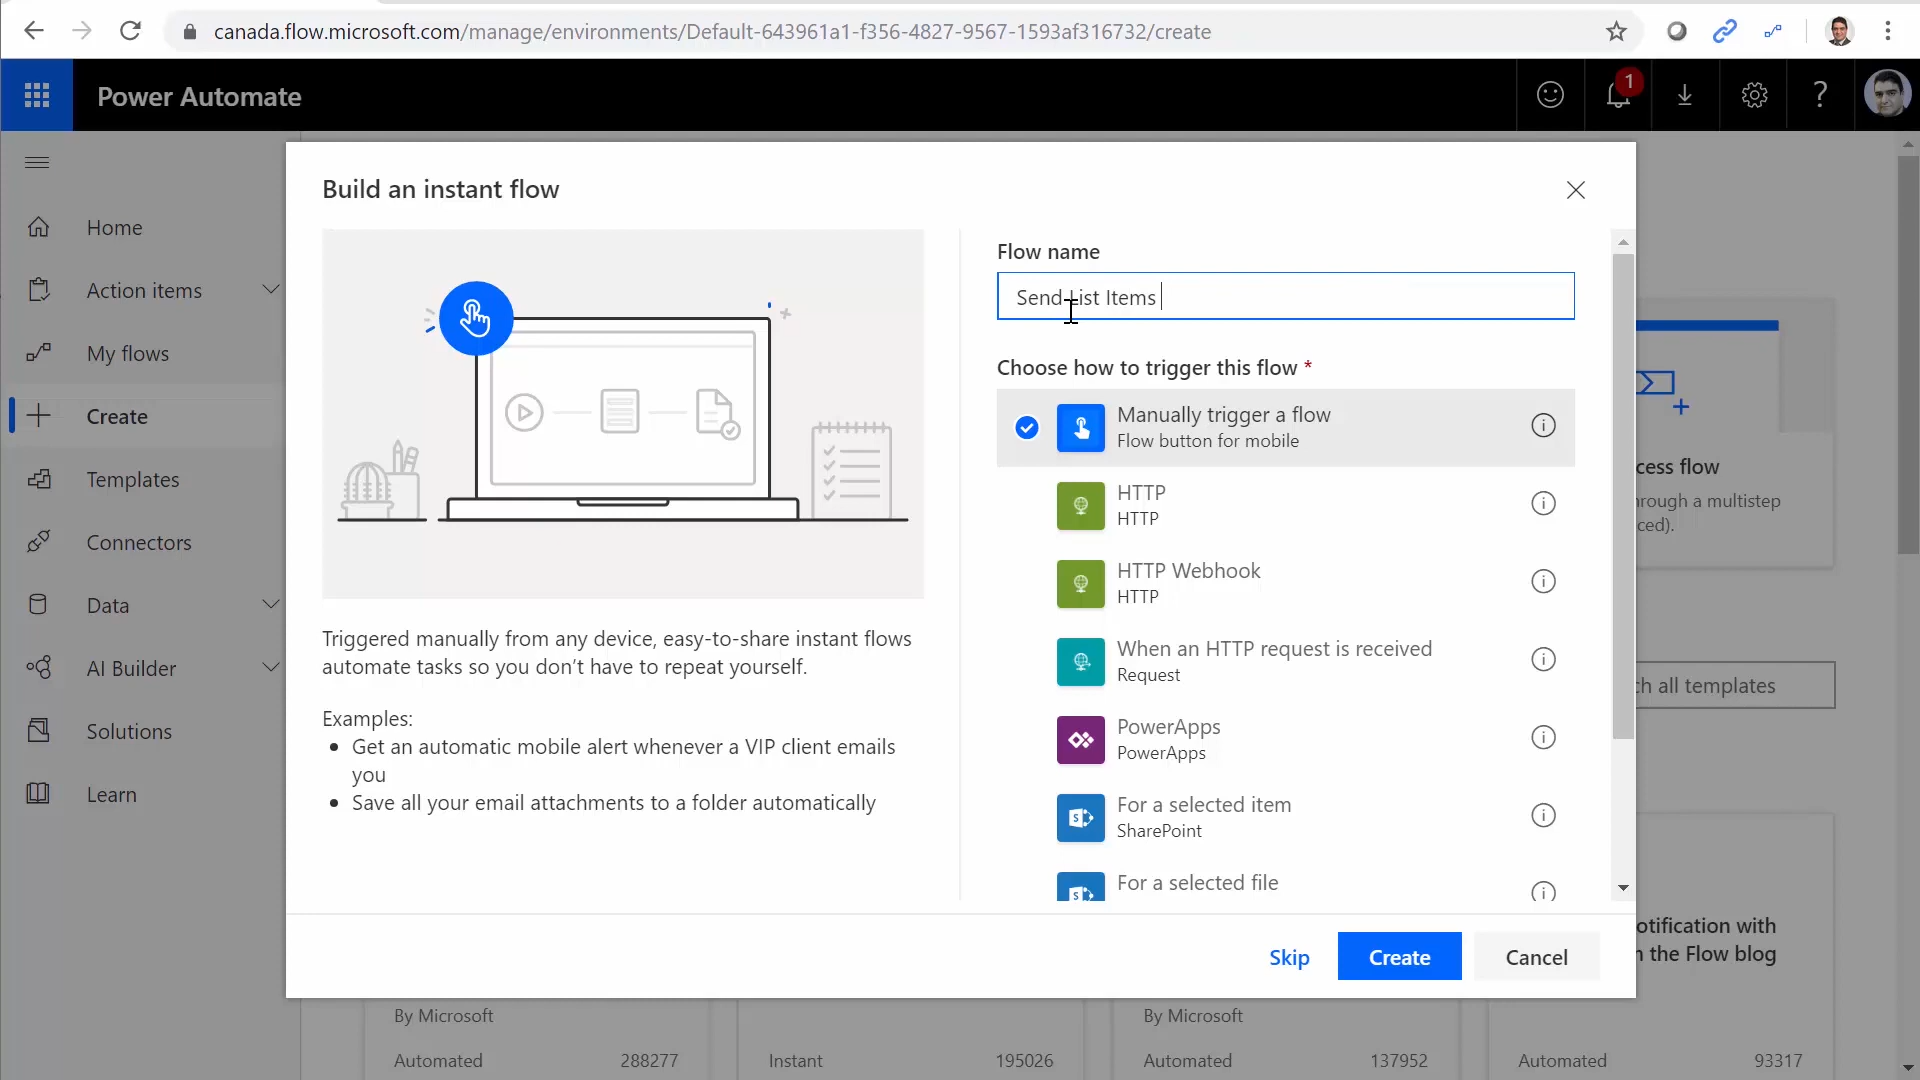 canada.flow.microsoft.com/manage/environments/Default-643961a1-f356-4827-9567-1593af316732/create
Power Automate
1
Home
Action items
My flows
Create
Templates
Connectors
Data
AI Builder
Solutions
Learn
Build an instant flow
Triggered manually from any device, easy-to-share instant flows
automate tasks so you don’t have to repeat yourself.
Examples:
• Get an automatic mobile alert whenever a VIP client emails
you
• Save all your email attachments to a folder automatically
Flow name
Send List Items
Choose how to trigger this flow *
Manually trigger a flow
Flow button for mobile
HTTP
HTTP
HTTP Webhook
HTTP
When an HTTP request is received
Request
PowerApps
PowerApps
For a selected item
SharePoint
For a selected file
Skip
Create
Cancel
cess flow
hrough a multistep
ced).
ch all templates
otification with
n the Flow blog
By Microsoft
By Microsoft
Automated 288277
Instant 195026
Automated 137952
Automated 93317